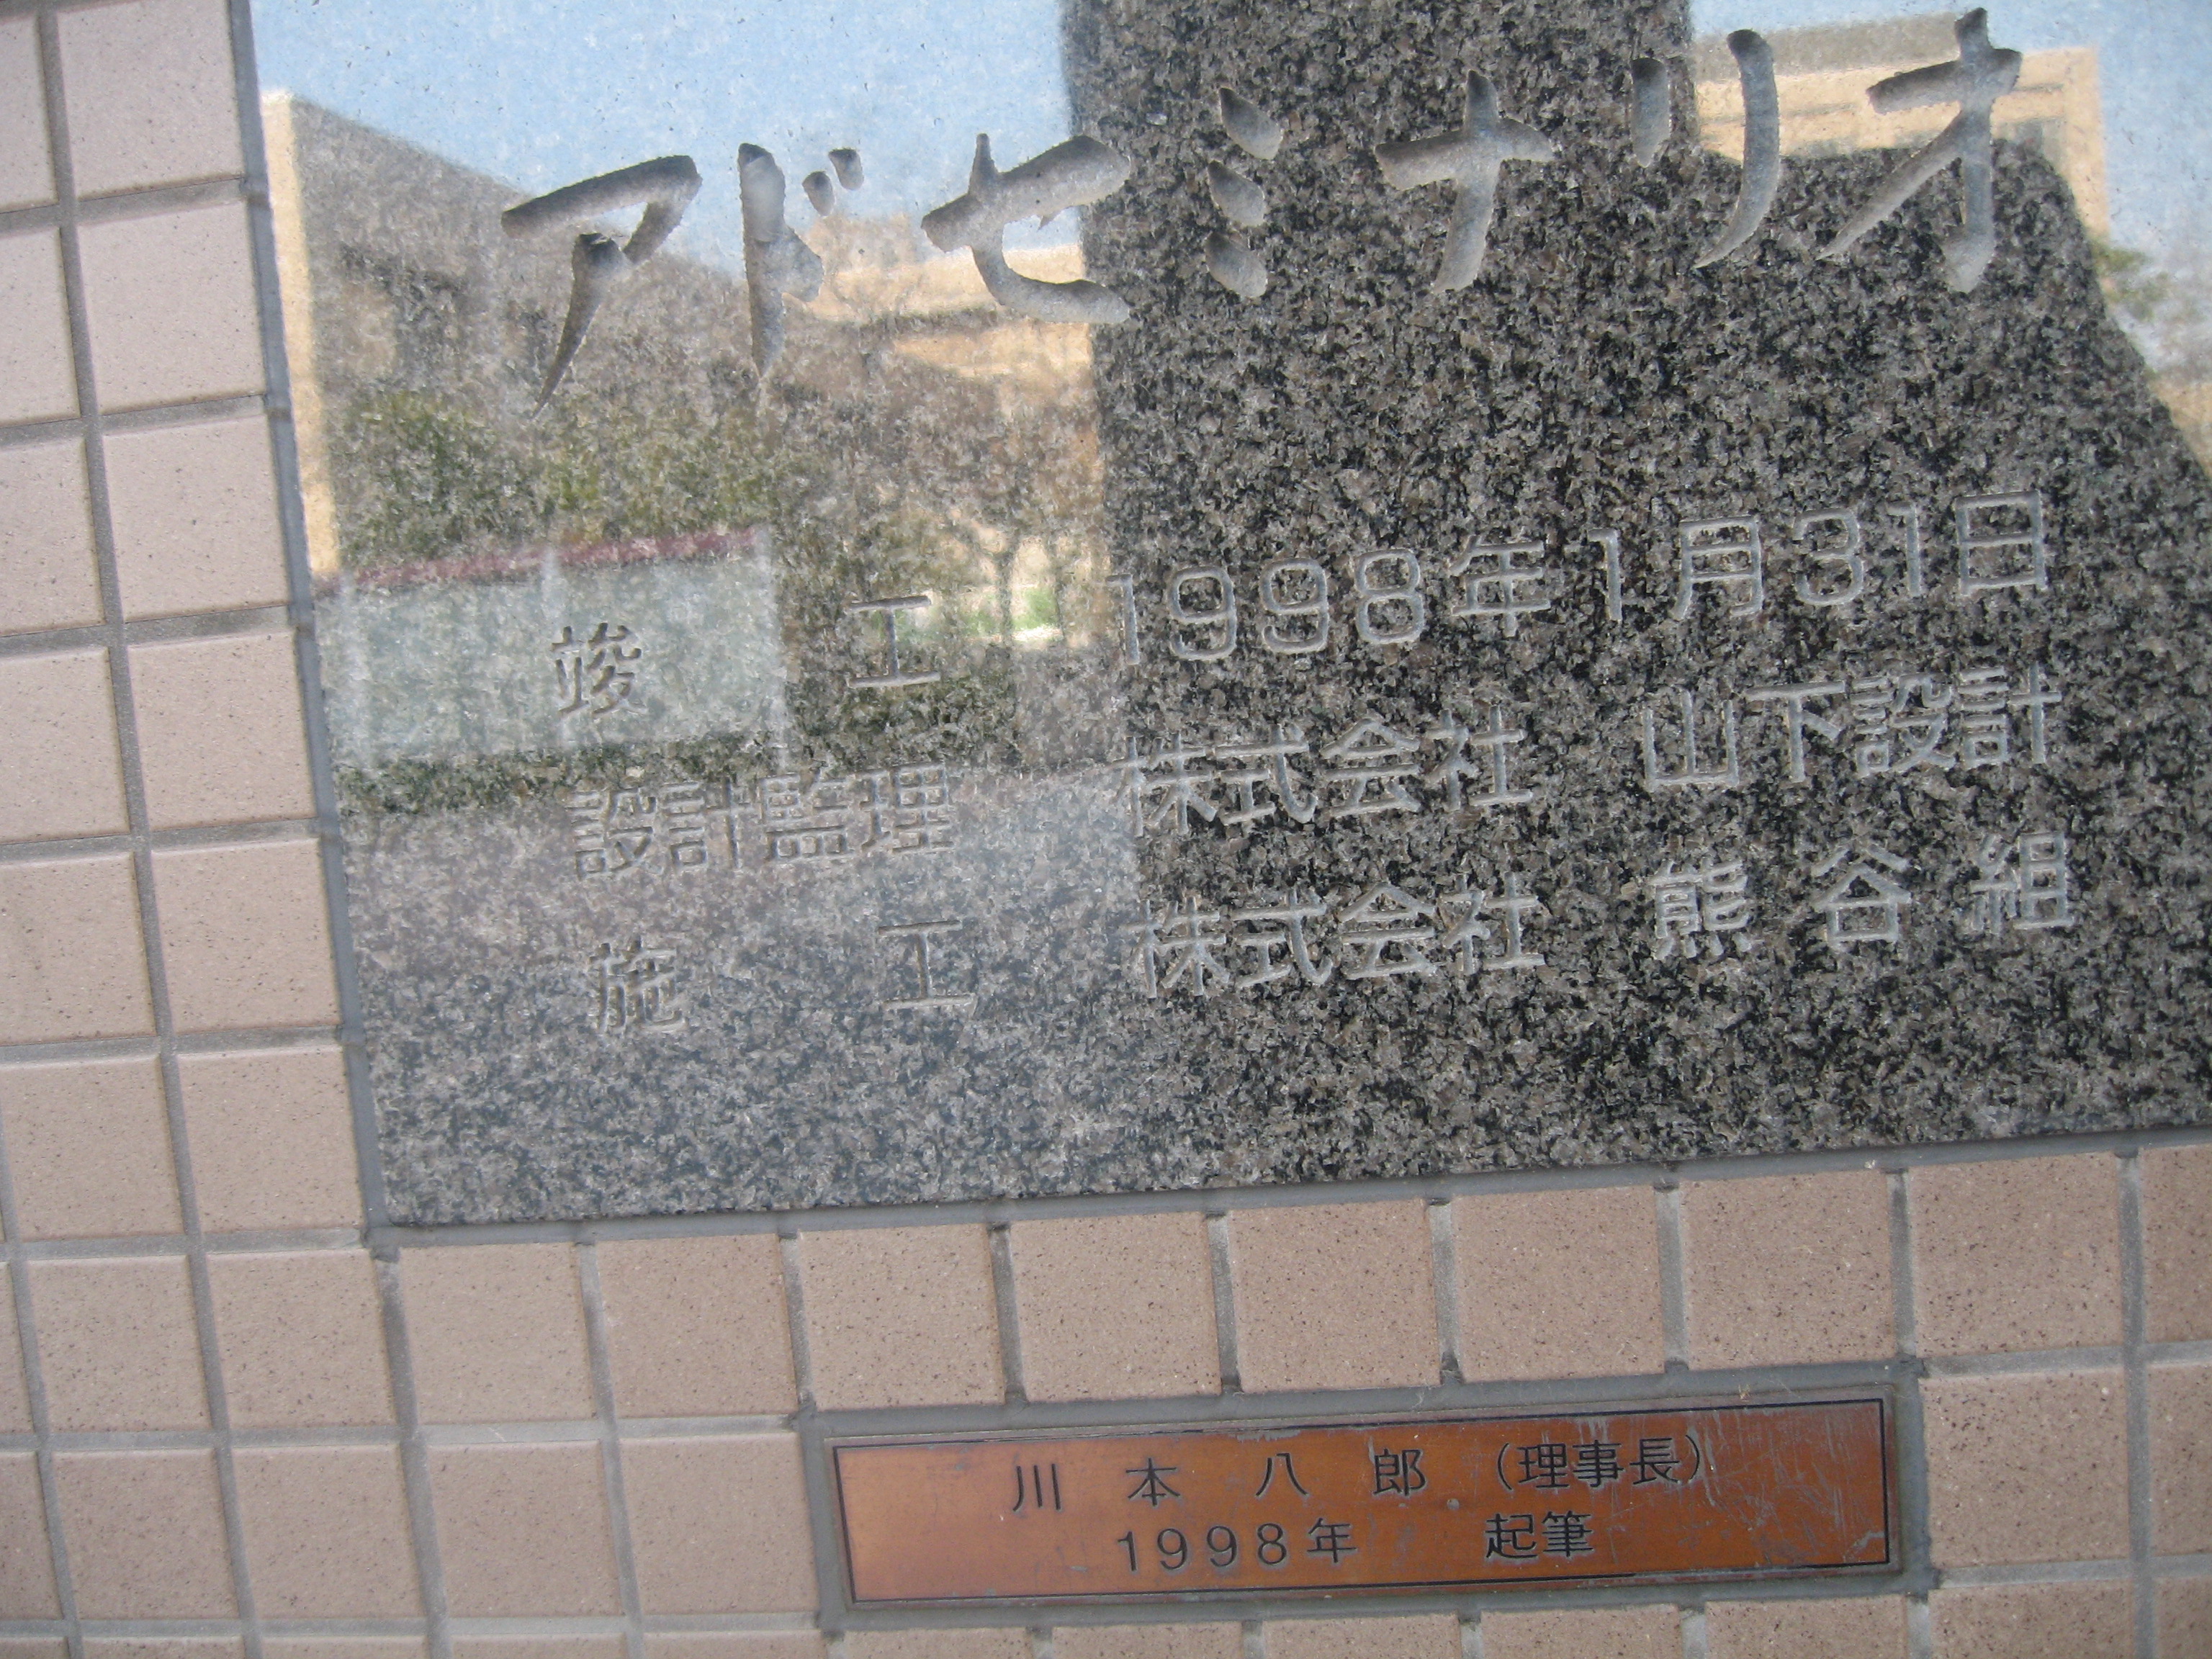 アドセミナリオ
竣工 1998年1月31日
設計監理 株式会社 山下設計
施工 株式会社 熊谷組
川本八郎(理事長)
1998年 起筆